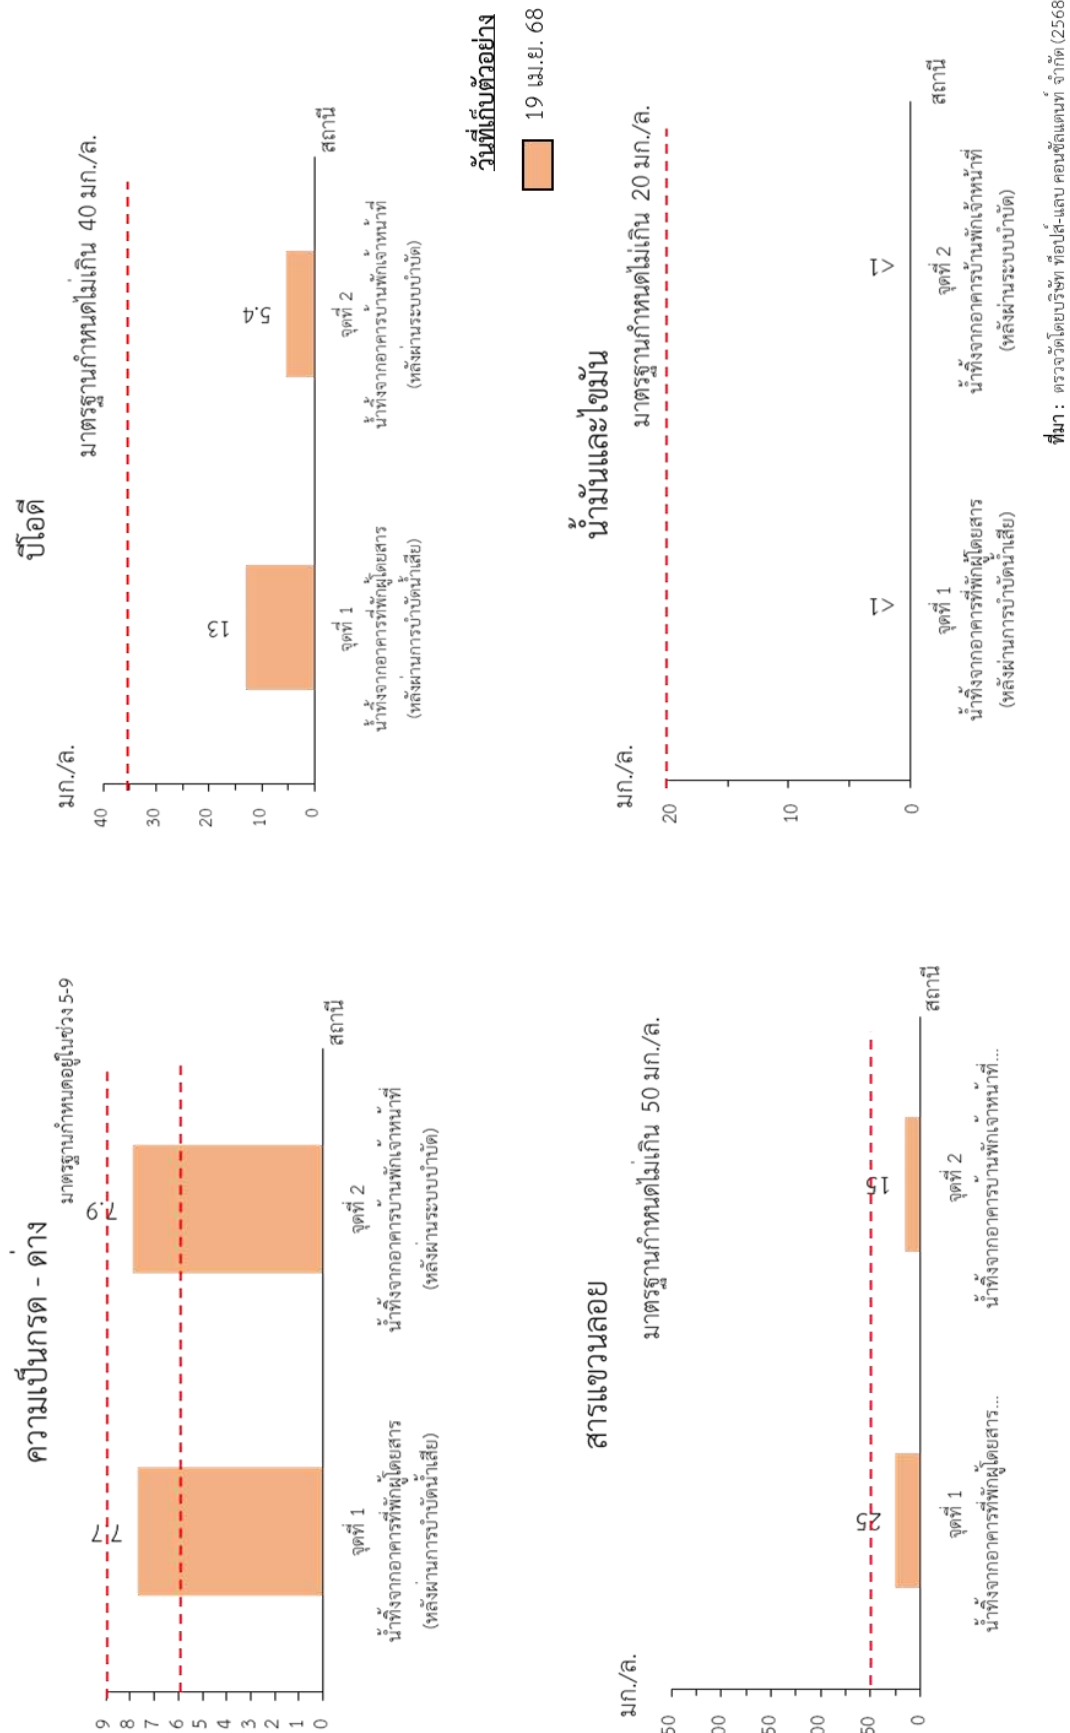 ความเป็นกรด - ด่าง
มาตรฐานกำหนดอยู่ในช่วง 5-9
9
8
7
6
5
4
3
2
1
0
7.7
7.9
สถานี
จุดที่ 1
น้ำทิ้งจากอาคารที่พักผู้โดยสาร
(หลังผ่านการบำบัดน้ำเสีย)
จุดที่ 2
น้ำทิ้งจากอาคารบ้านพักเจ้าหน้าที่
(หลังผ่านระบบบำบัด)
บีโอดี
มก./ล.
มาตรฐานกำหนดไม่เกิน 40 มก./ล.
40
30
20
10
0
13
5.4
สถานี
จุดที่ 1
น้ำทิ้งจากอาคารที่พักผู้โดยสาร
(หลังผ่านการบำบัดน้ำเสีย)
จุดที่ 2
น้ำทิ้งจากอาคารบ้านพักเจ้าหน้าที่
(หลังผ่านระบบบำบัด)
วันที่เก็บตัวอย่าง
19 เม.ย. 68
สารแขวนลอย
มก./ล.
มาตรฐานกำหนดไม่เกิน 50 มก./ล.
50
00
50
00
50
0
25
15
สถานี
จุดที่ 1
น้ำทิ้งจากอาคารที่พักผู้โดยสาร...
จุดที่ 2
น้ำทิ้งจากอาคารบ้านพักเจ้าหน้าที่...
น้ำมันและไขมัน
มก./ล.
มาตรฐานกำหนดไม่เกิน 20 มก./ล.
20
10
0
<1
<1
สถานี
จุดที่ 1
น้ำทิ้งจากอาคารที่พักผู้โดยสาร
(หลังผ่านการบำบัดน้ำเสีย)
จุดที่ 2
น้ำทิ้งจากอาคารบ้านพักเจ้าหน้าที่
(หลังผ่านระบบบำบัด)
ที่มา : ตรวจวัดโดยบริษัท ท็อปส์-แลบ คอนซัลแตนท์ จำกัด (2568